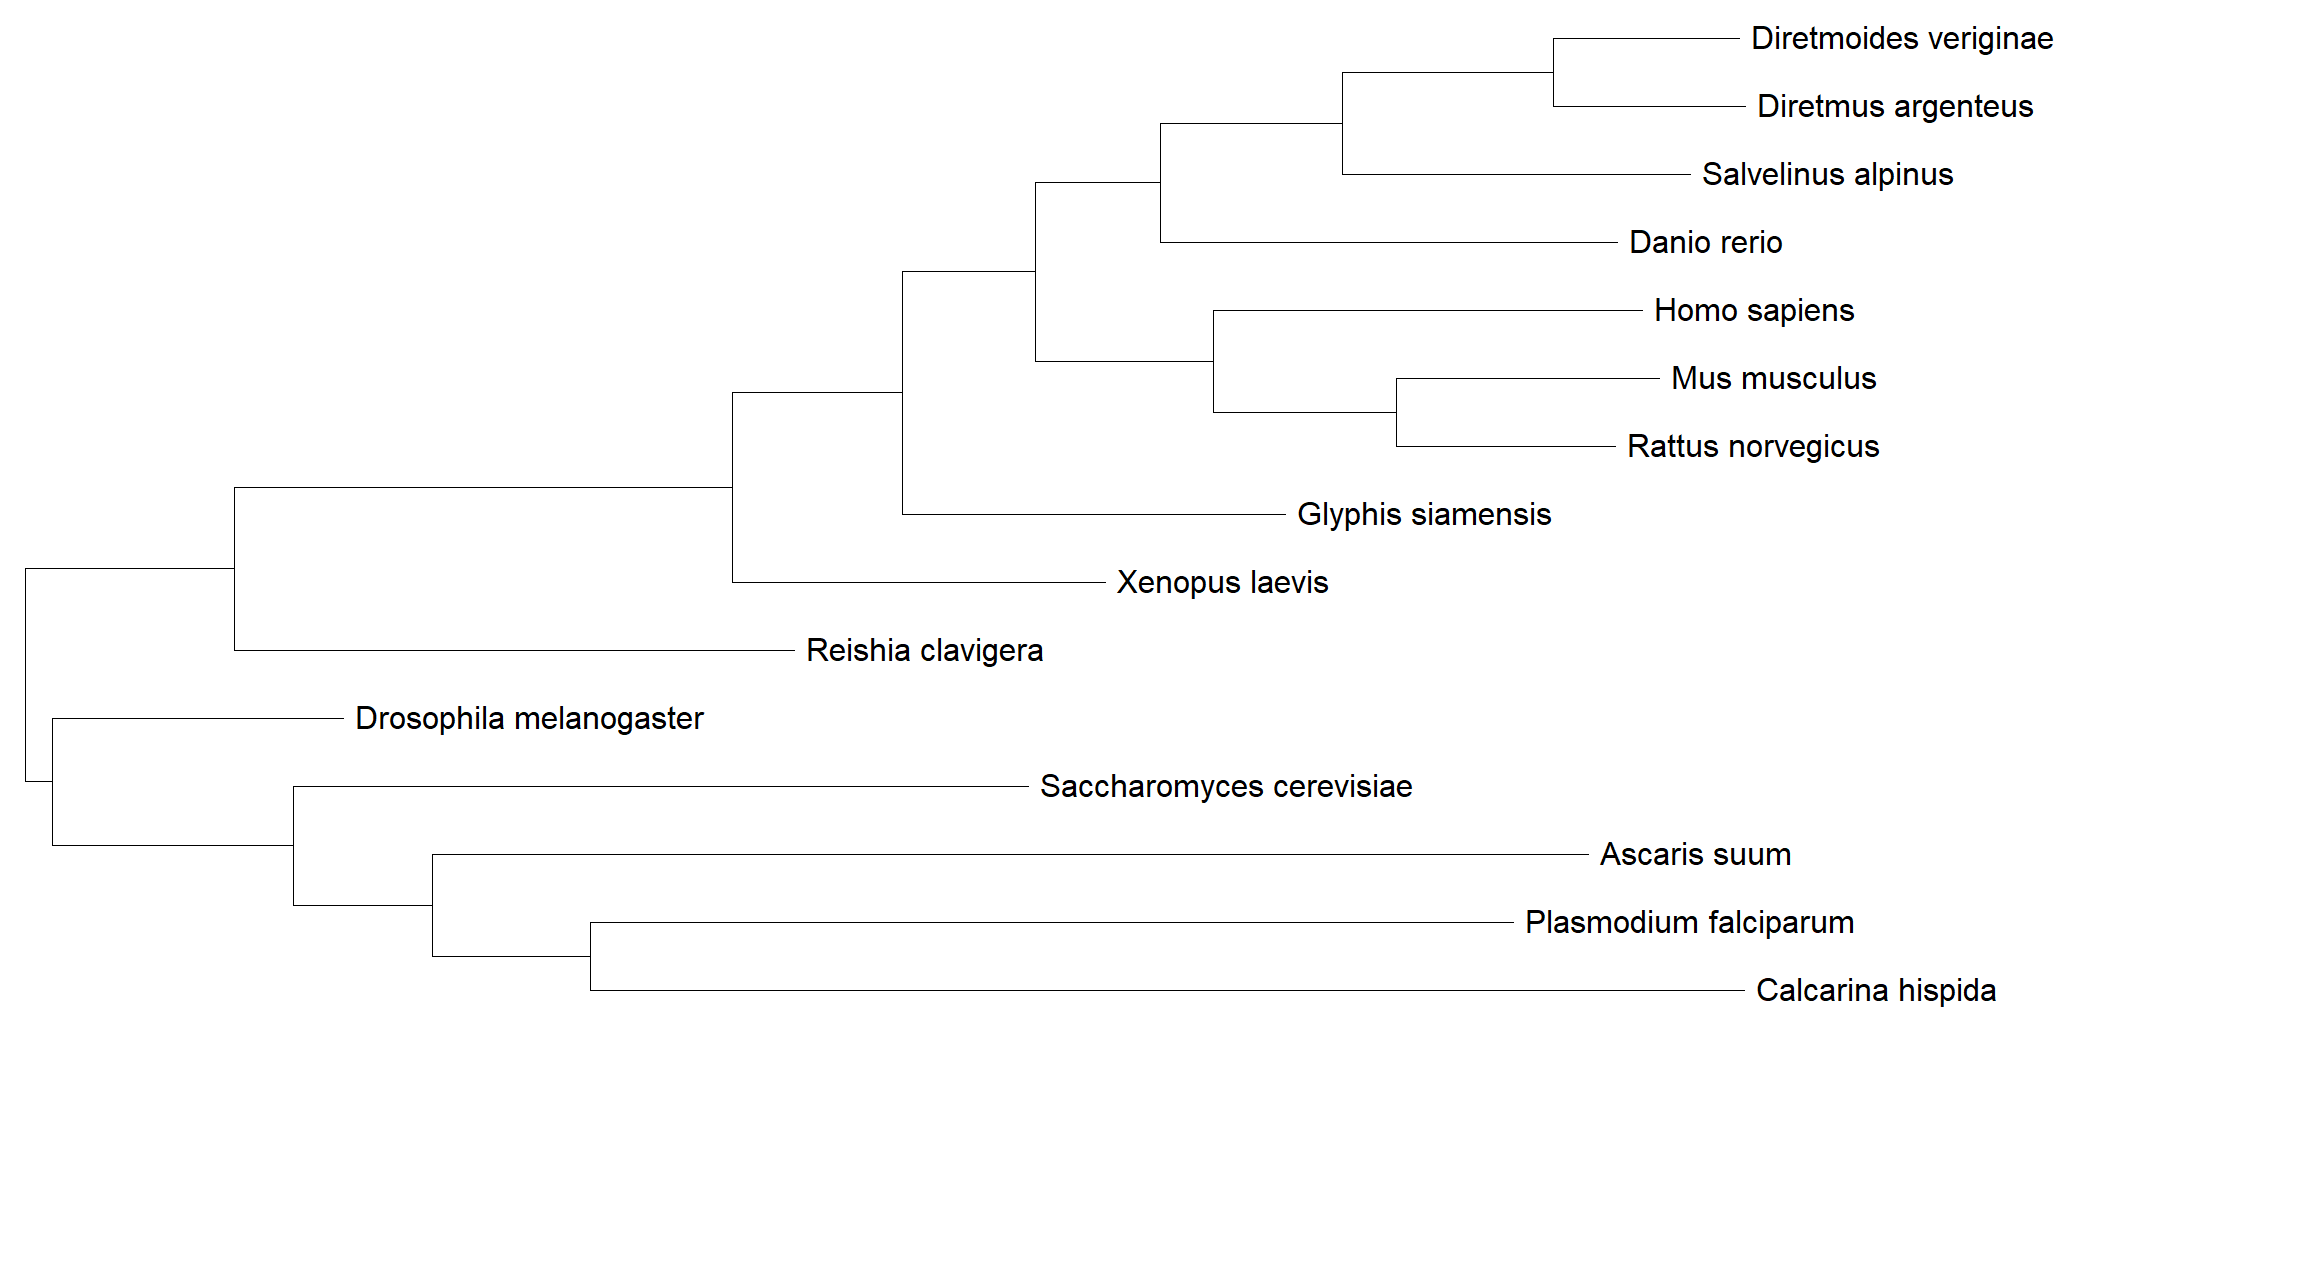 Diretmoides veriginae
Diretmus argenteus
Salvelinus alpinus
Danio rerio
Homo sapiens
Mus musculus
Rattus norvegicus
Glyphis siamensis
Xenopus laevis
Reishia clavigera
Drosophila melanogaster
Saccharomyces cerevisiae
Ascaris suum
Plasmodium falciparum
Calcarina hispida